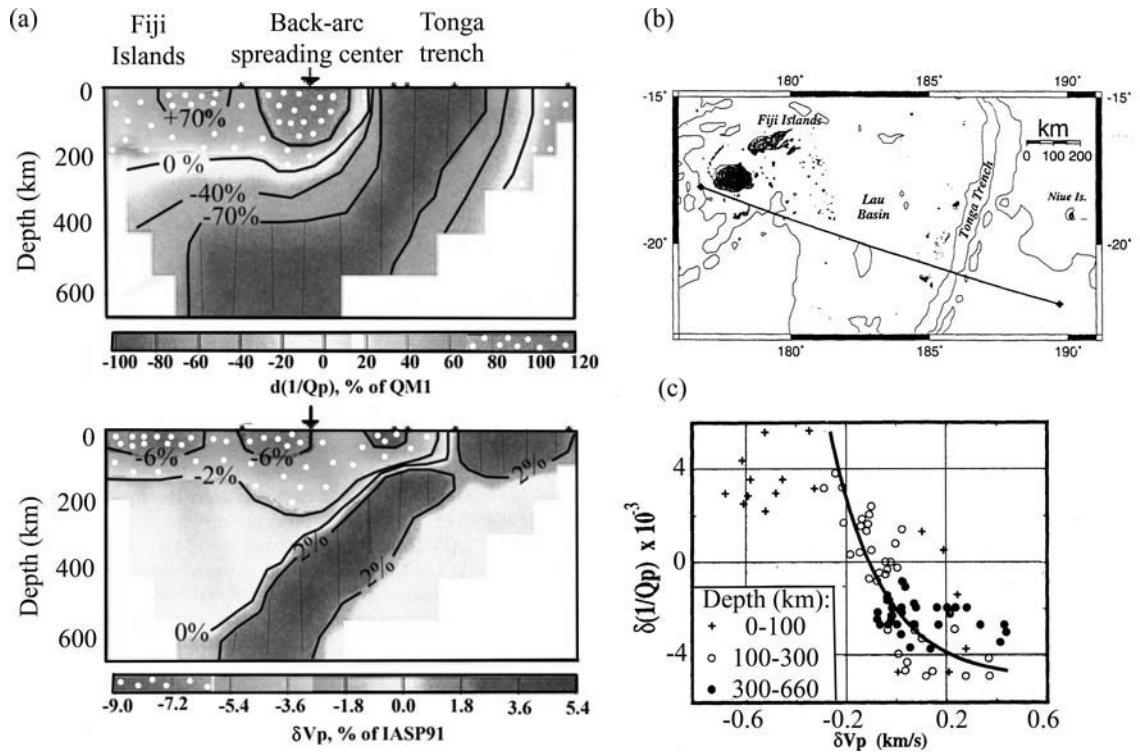 (a)
Fiji Islands
Back-arc spreading center
Tonga trench
Depth (km)
0
200
400
600
+70%
0 %
-40%
-70%
-100 -80 -60 -40 -20 0 20 40 60 80 100 120
d(1/Qp), % of QM1
Depth (km)
0
200
400
600
-6%
-6%
-2%
-2%
2%
2%
0%
-9.0 -7.2 -5.4 -3.6 -1.8 0.0 1.8 3.6 5.4
δVp, % of IASP91
(b)
180° 185° 190°
-15° -15°
Fiji Islands
km
0 100 200
Lau
Basin
Tonga Trench
Niue Is.
-20° -20°
180° 185° 190°
(c)
δ(1/Qp) x 10⁻³
4
0
-4
Depth (km):
+ 0-100
○ 100-300
● 300-660
-0.6 -0.2 0.2 0.6
δVp (km/s)